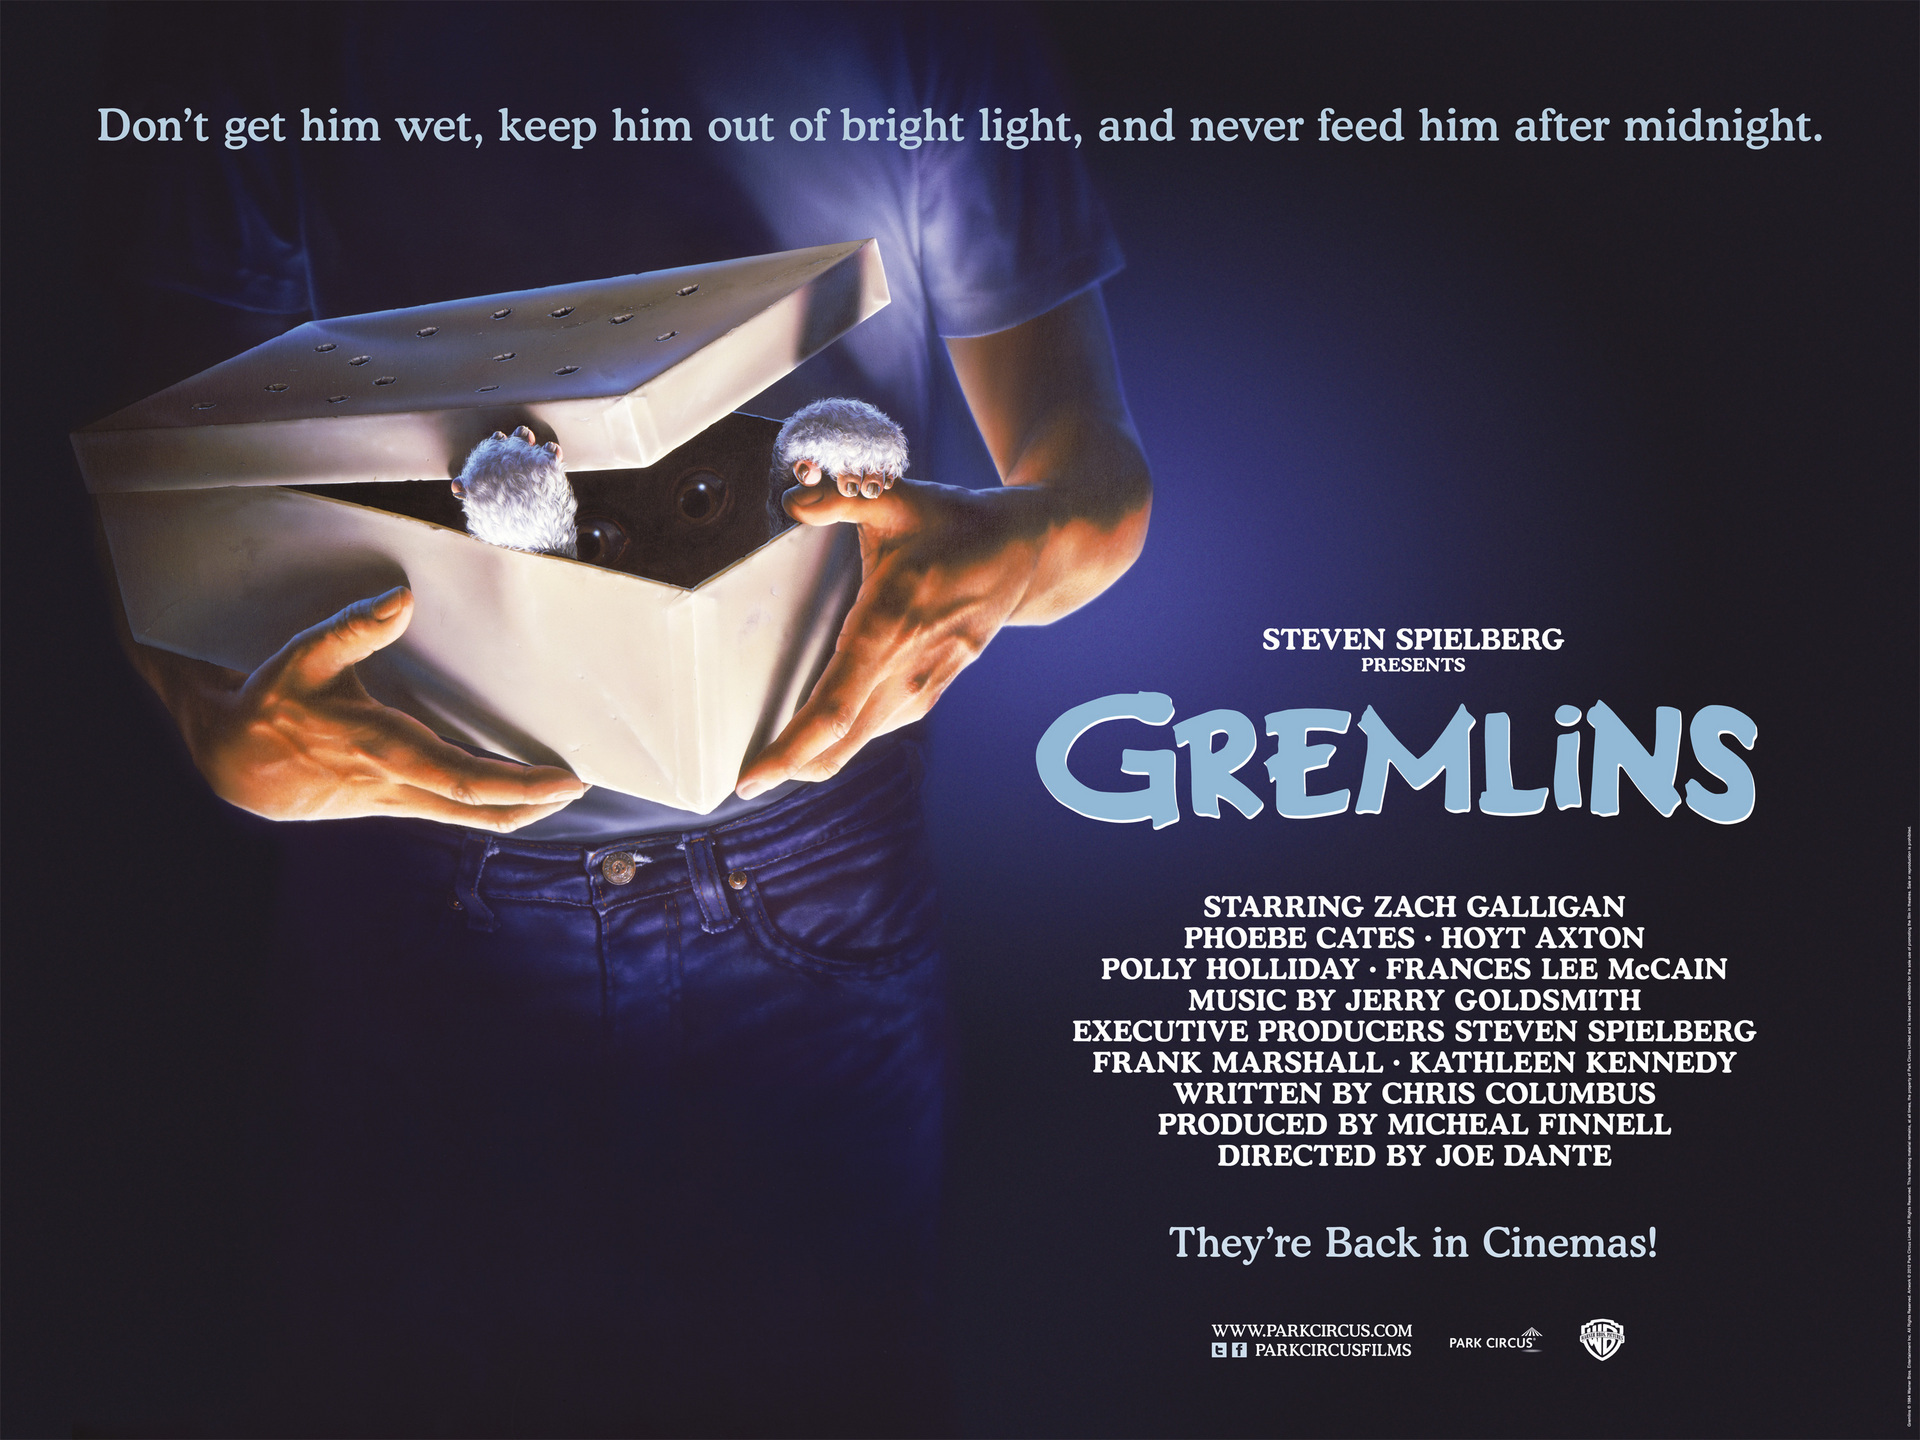 Don't get him wet, keep him out of bright light, and never feed him after midnight.
STEVEN SPIELBERG
PRESENTS
GREMLiNS
STARRING ZACH GALLIGAN
PHOEBE CATES · HOYT AXTON
POLLY HOLLIDAY · FRANCES LEE McCAIN
MUSIC BY JERRY GOLDSMITH
EXECUTIVE PRODUCERS STEVEN SPIELBERG
FRANK MARSHALL · KATHLEEN KENNEDY
WRITTEN BY CHRIS COLUMBUS
PRODUCED BY MICHEAL FINNELL
DIRECTED BY JOE DANTE
They're Back in Cinemas!
WWW.PARKCIRCUS.COM
PARKCIRCUSFILMS
PARK CIRCUS
WB